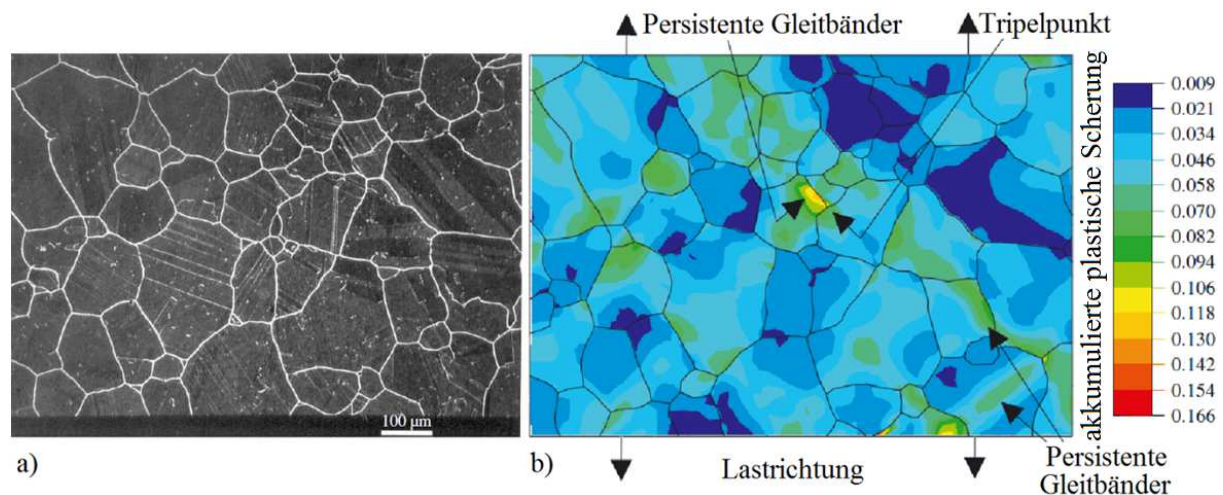 Persistente Gleitbänder
Tripelpunkt
100 µm
akkumulierte plastische Scherung
0.009
0.021
0.034
0.046
0.058
0.070
0.082
0.094
0.106
0.118
0.130
0.142
0.154
0.166
a)
b)
Lastrichtung
Persistente
Gleitbänder